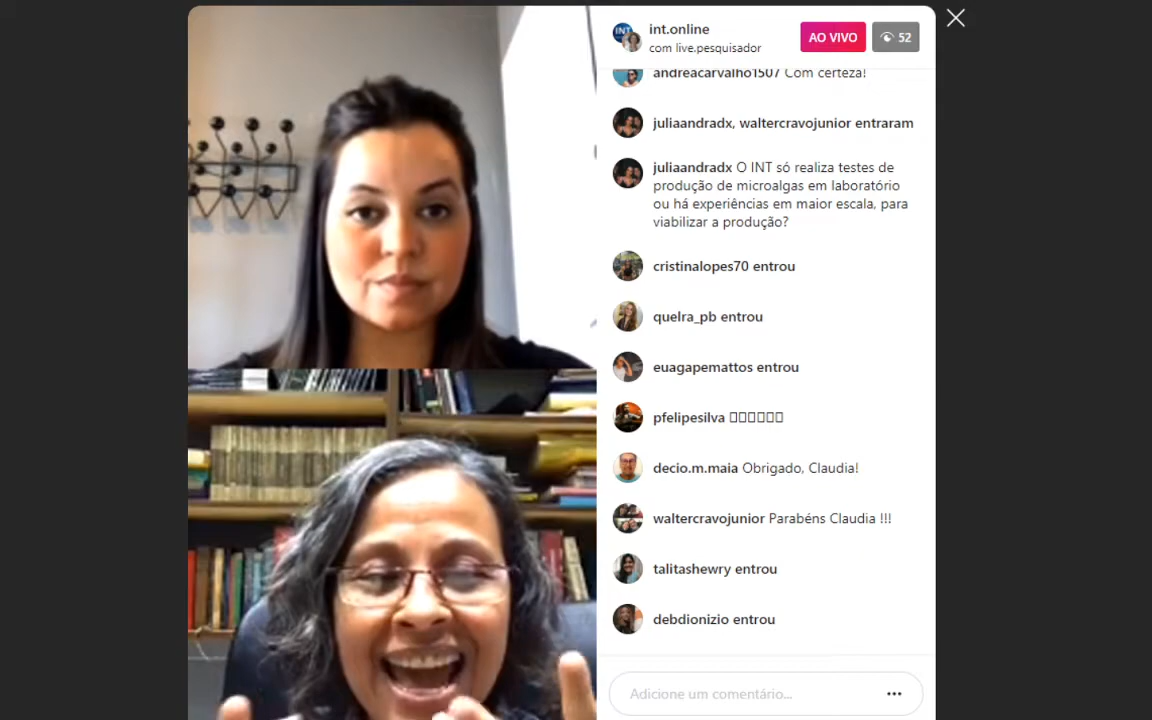 INT
int.online
com live.pesquisador
AO VIVO
52
andreacarvalho1507 Com certeza!
juliaandradx, waltercravojunior entraram
juliaandradx O INT só realiza testes de
produção de microalgas em laboratório
ou há experiências em maior escala, para
viabilizar a produção?
cristinalopes70 entrou
quelra_pb entrou
euagapemattos entrou
pfelipesilva
decio.m.maia Obrigado, Claudia!
waltercravojunior Parabéns Claudia !!!
talitashewry entrou
debdionizio entrou
Adicione um comentário...